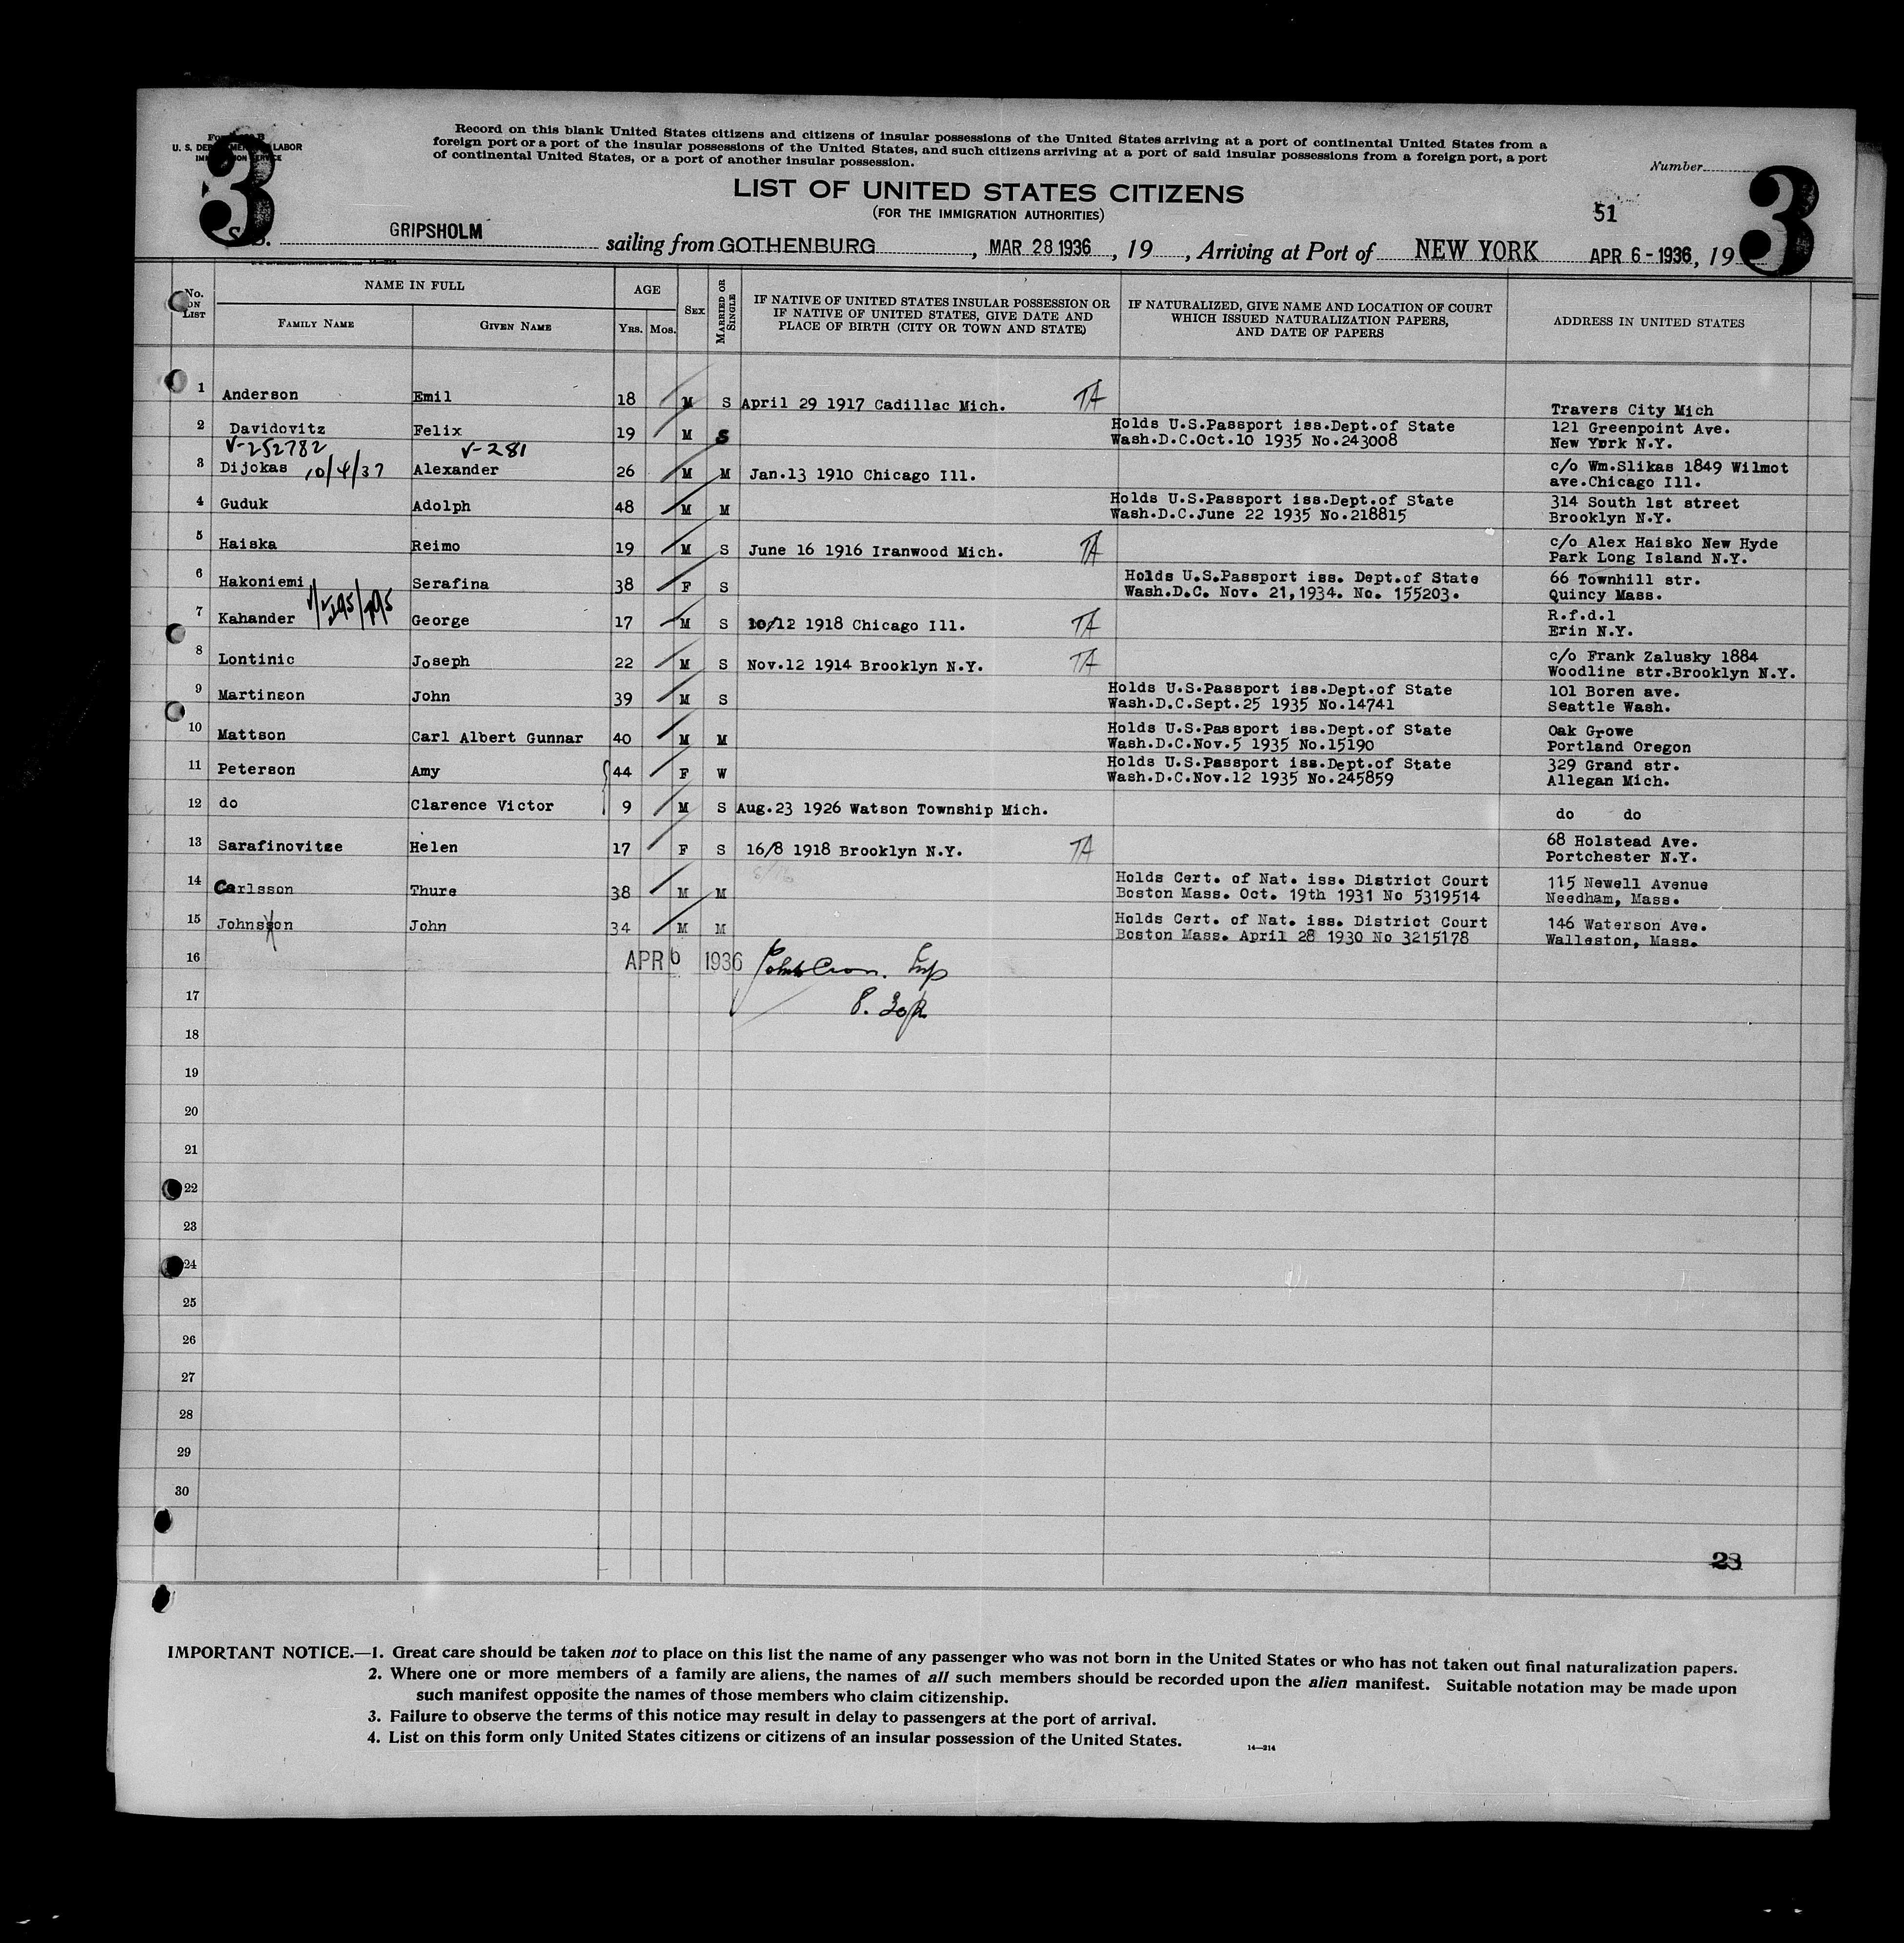 Record on this blank United States citizens and citizens of insular possessions of the United States arriving at a port of continental United States from a
foreign port or a port of the insular possessions of the United States, and such citizens arriving at a port of said insular possessions from a foreign port, a port
of continental United States, or a port of another insular possession.
U. S. LABOR
Number
3
3
LIST OF UNITED STATES CITIZENS
(FOR THE IMMIGRATION AUTHORITIES)
51
GRIPSHOLM sailing from GOTHENBURG, MAR 28 1936, 19, Arriving at Port of NEW YORK APR 6 - 1936, 19
No. ON LIST
NAME IN FULL
FAMILY NAME
GIVEN NAME
AGE
YRS. MOS.
SEX
MARRIED OR SINGLE
IF NATIVE OF UNITED STATES INSULAR POSSESSION OR
IF NATIVE OF UNITED STATES, GIVE DATE AND
PLACE OF BIRTH (CITY OR TOWN AND STATE)
IF NATURALIZED, GIVE NAME AND LOCATION OF COURT
WHICH ISSUED NATURALIZATION PAPERS,
AND DATE OF PAPERS
ADDRESS IN UNITED STATES
1 Anderson Emil 18 M S April 29 1917 Cadillac Mich. TA
Travers City Mich
2 Davidovitz Felix 19 M S Holds U.S.Passport iss.Dept.of State 121 Greenpoint Ave.
Wash.D.C.Oct.10 1935 No.243008 New York N.Y.
V-252782 V-281
10/4/37
3 Dijokas Alexander 26 M M Jan.13 1910 Chicago Ill. c/o Wm.Slikas 1849 Wilmot
ave.Chicago Ill.
4 Guduk Adolph 48 M M Holds U.S.Passport iss.Dept.of State 314 South 1st street
Wash.D.C.June 22 1935 No.218815 Brooklyn N.Y.
5 Haiska Reimo 19 M S June 16 1916 Iranwood Mich. TA c/o Alex Haisko New Hyde
Park Long Island N.Y.
6 Hakoniemi Serafina 38 F S Holds U.S.Passport iss. Dept.of State 66 Townhill str.
Wash.D.C. Nov. 21,1934. No. 155203. Quincy Mass.
7 Kahander George 17 M S 10/12 1918 Chicago Ill. TA R.f.d.1
Erin N.Y.
8 Lontinic Joseph 22 M S Nov.12 1914 Brooklyn N.Y. TA c/o Frank Zalusky 1884
Woodline str.Brooklyn N.Y.
9 Martinson John 39 M S Holds U.S.Passport iss.Dept.of State 101 Boren ave.
Wash.D.C.Sept.25 1935 No.14741 Seattle Wash.
10 Mattson Carl Albert Gunnar 40 M M Holds U.S.Passport iss.Dept.of State Oak Growe
Wash.D.C.Nov.5 1935 No.15190 Portland Oregon
11 Peterson Amy 44 F W Holds U.S.Passport iss.Dept.of State 329 Grand str.
Wash.D.C.Nov.12 1935 No.245859 Allegan Mich.
12 do Clarence Victor 9 M S Aug.23 1926 Watson Township Mich. do do
13 Sarafinovitze Helen 17 F S 16/8 1918 Brooklyn N.Y. TA 68 Holstead Ave.
Portchester N.Y.
14 Carlsson Thure 38 M M Holds Cert. of Nat. iss. District Court 115 Newell Avenue
Boston Mass. Oct. 19th 1931 No 5319514 Needham, Mass.
15 Johnsson John 34 M M Holds Cert. of Nat. iss. District Court 146 Waterson Ave.
Boston Mass. April 28 1930 No 3215178 Walleston, Mass.
16 APR 6 1936
17
18
19
20
21
22
23
24
25
26
27
28
29
30
23
IMPORTANT NOTICE.—1. Great care should be taken not to place on this list the name of any passenger who was not born in the United States or who has not taken out final naturalization papers.
2. Where one or more members of a family are aliens, the names of all such members should be recorded upon the alien manifest. Suitable notation may be made upon
such manifest opposite the names of those members who claim citizenship.
3. Failure to observe the terms of this notice may result in delay to passengers at the port of arrival.
4. List on this form only United States citizens or citizens of an insular possession of the United States.
14—214